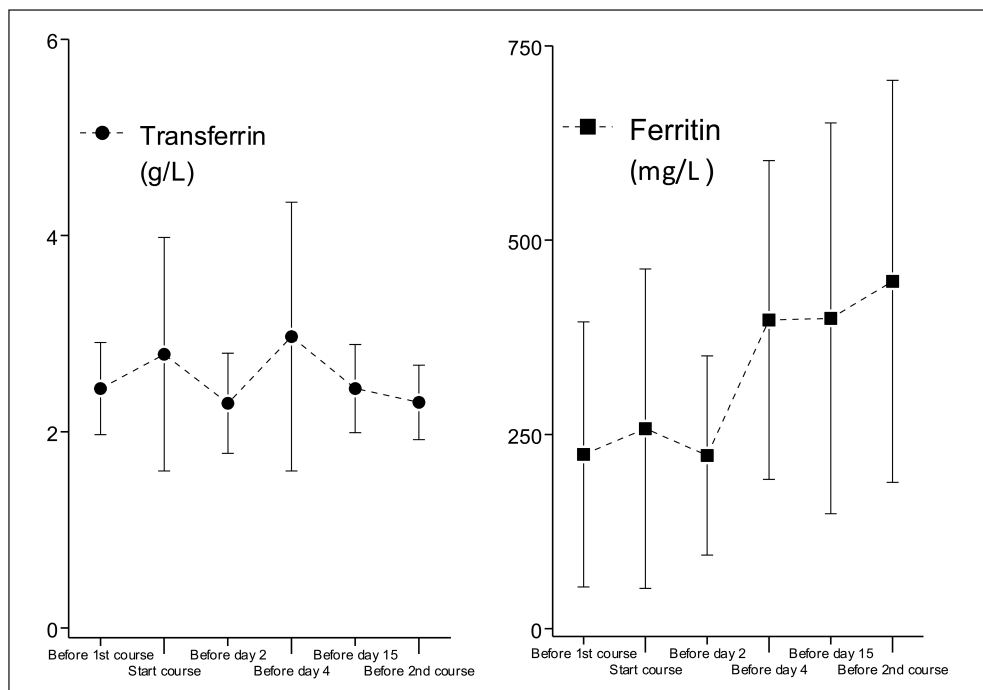 6
4
2
0
Transferrin
(g/L)
Before 1st course
Start course
Before day 2
Before day 4
Before day 15
Before 2nd course
750
500
250
0
Ferritin
(mg/L )
Before 1st course
Start course
Before day 2
Before day 4
Before day 15
Before 2nd course